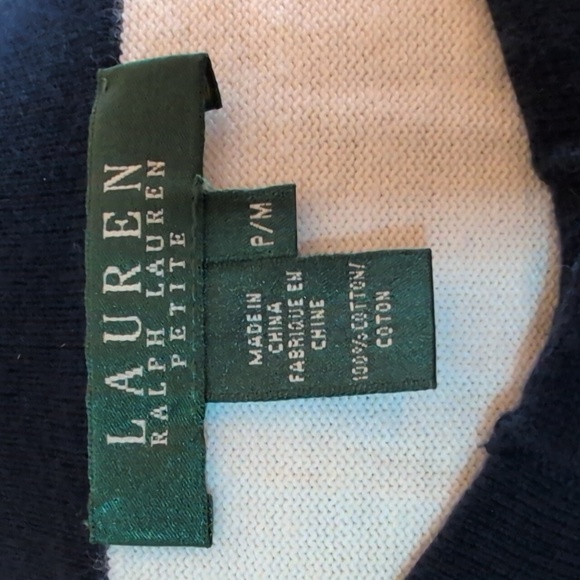 LAUREN
RALPH LAUREN
PETITE
P/M
MADE IN
CHINA
FABRIQUE EN
CHINE
100% COTTON/
COTON